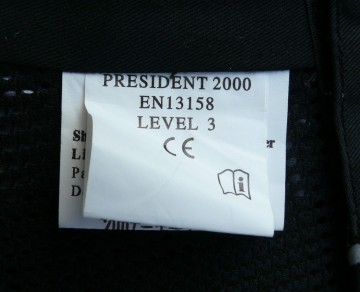 PRESIDENT 2000
EN13158
LEVEL 3
CE
i